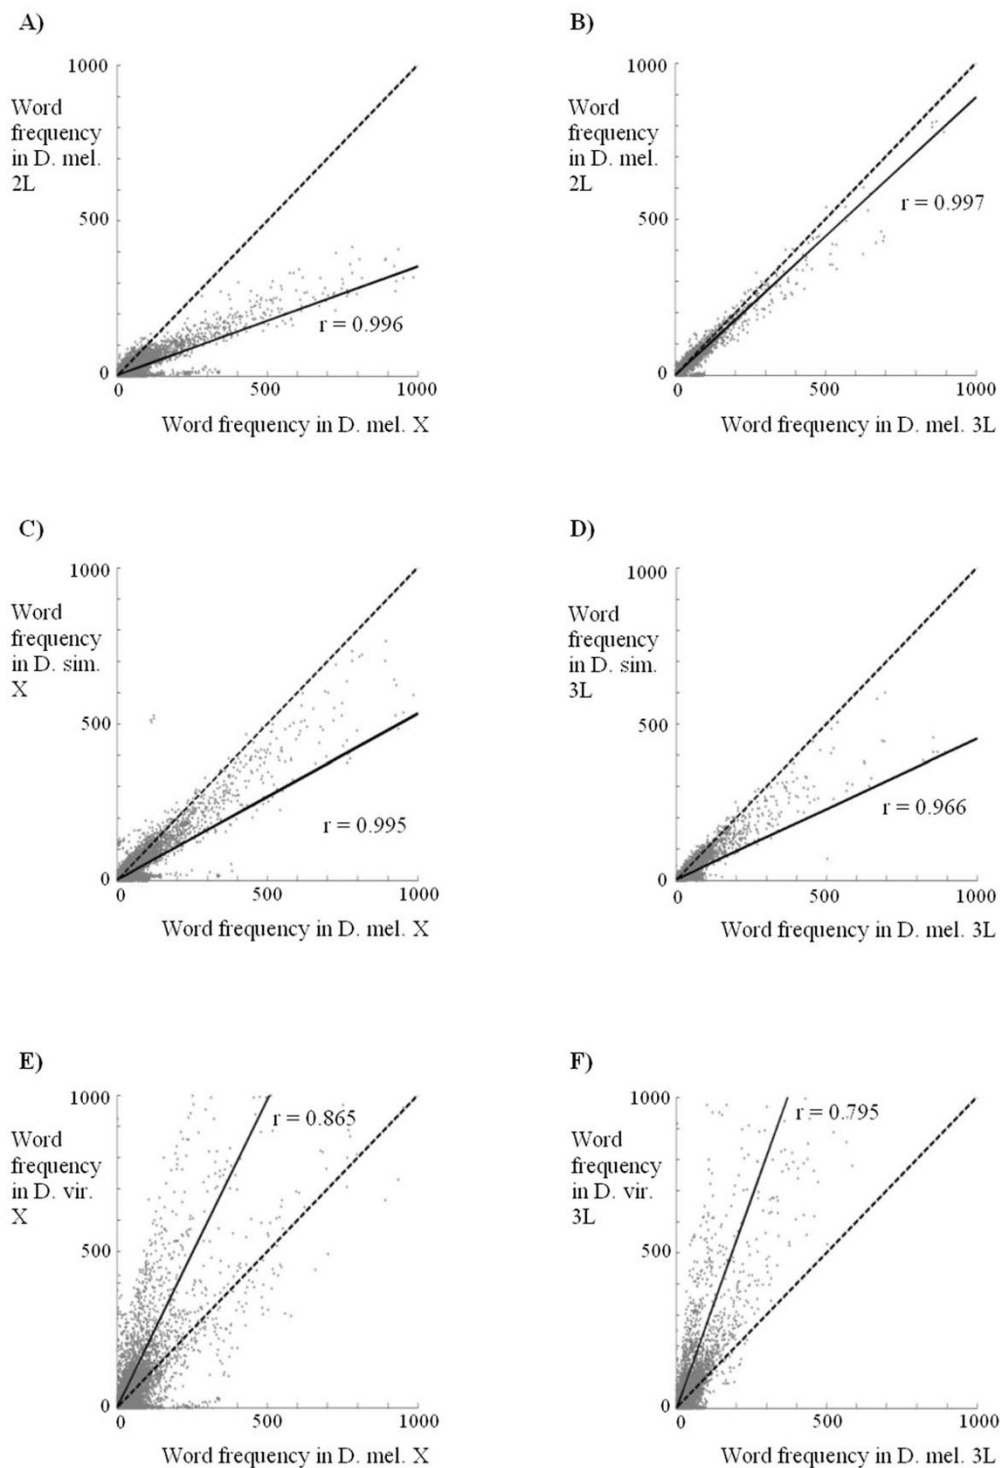 A)
1000
Word
frequency
in D. mel.
2L
500
r = 0.996
0
0 500 1000
Word frequency in D. mel. X
B)
1000
Word
frequency
in D. mel.
2L
r = 0.997
500
0
0 500 1000
Word frequency in D. mel. 3L
C)
1000
Word
frequency
in D. sim.
X
500
r = 0.995
0
0 500 1000
Word frequency in D. mel. X
D)
1000
Word
frequency
in D. sim.
3L
500
r = 0.966
0
0 500 1000
Word frequency in D. mel. 3L
E)
1000
r = 0.865
Word
frequency
in D. vir.
X
500
0
0 500 1000
Word frequency in D. mel. X
F)
1000
r = 0.795
Word
frequency
in D. vir.
3L
500
0
0 500 1000
Word frequency in D. mel. 3L